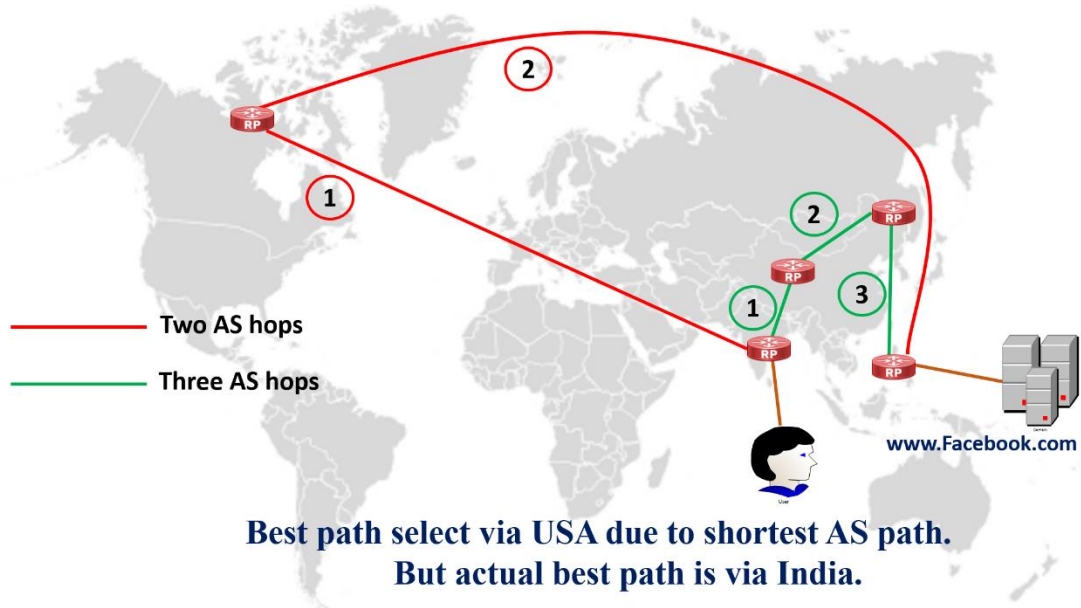 2
RP
1
2
RP
RP
1
3
Two AS hops
RP
Three AS hops
RP
www.Facebook.com
User
Best path select via USA due to shortest AS path.
But actual best path is via India.